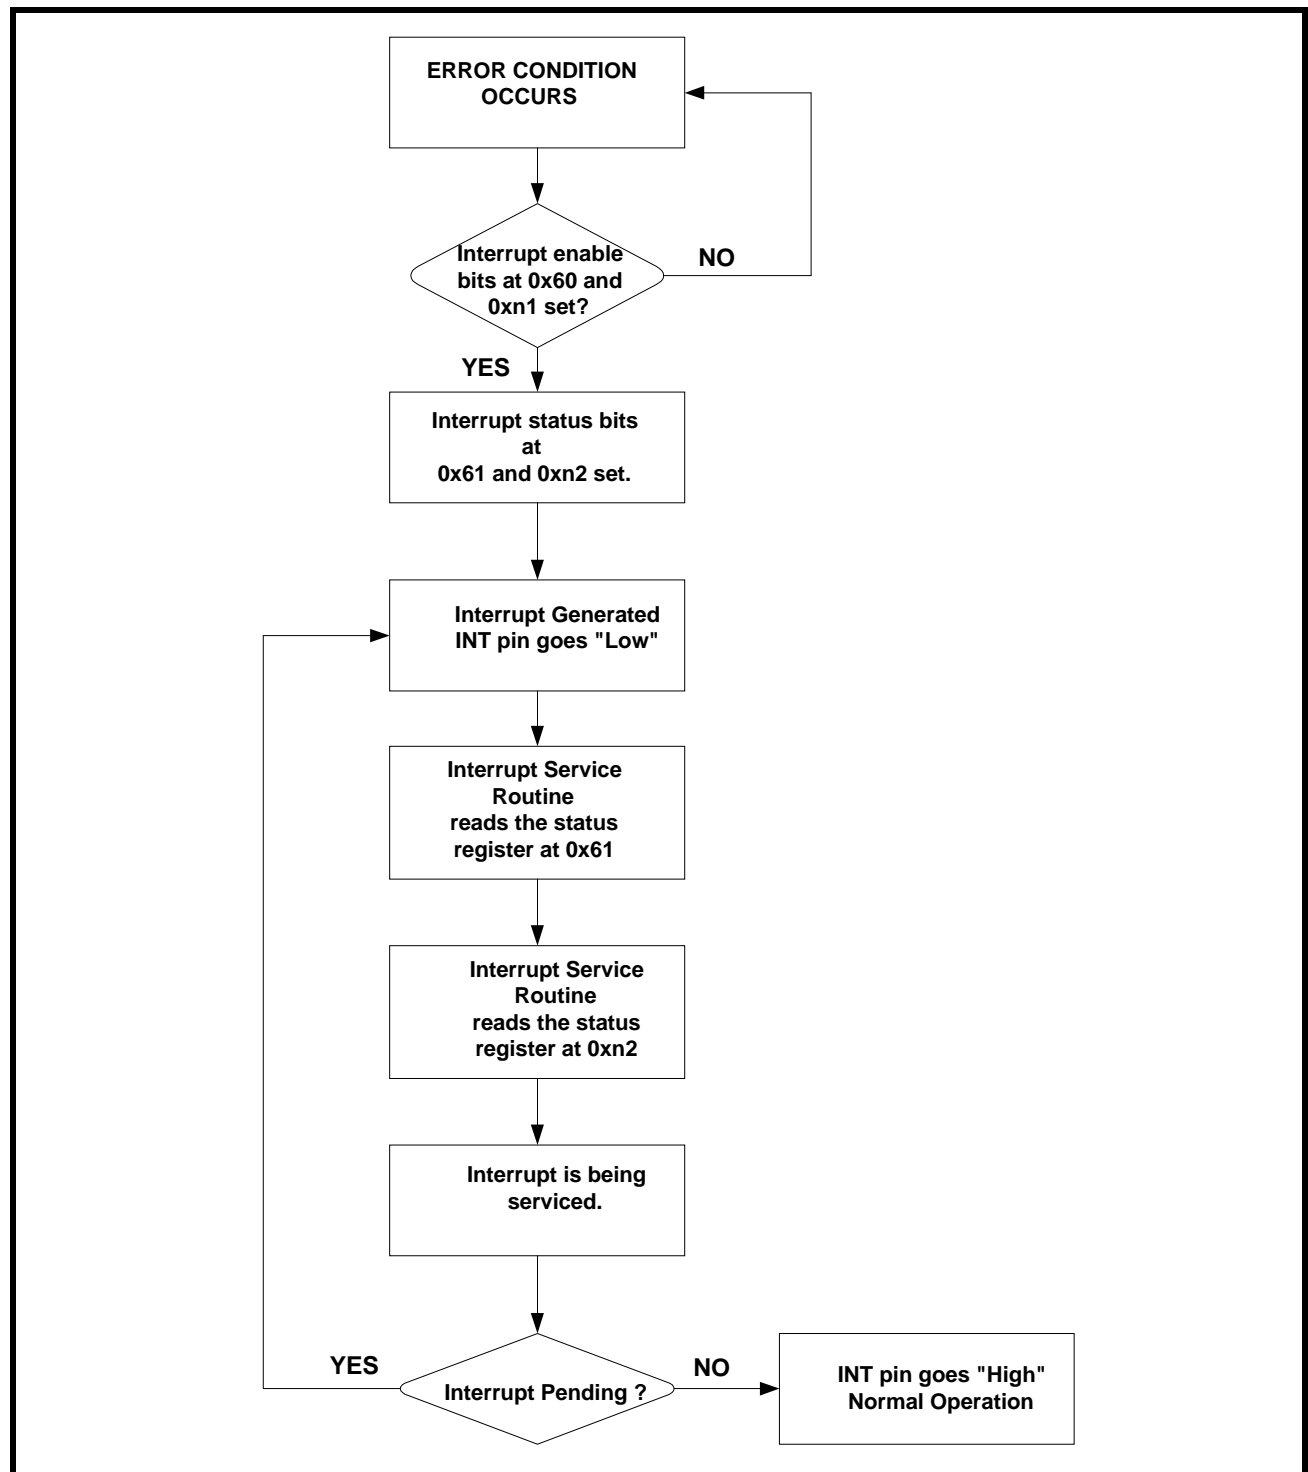 ERROR CONDITION
OCCURS
Interrupt enable
bits at 0x60 and
0xn1 set?
NO
YES
Interrupt status bits
at
0x61 and 0xn2 set.
Interrupt Generated
INT pin goes "Low"
Interrupt Service
Routine
reads the status
register at 0x61
Interrupt Service
Routine
reads the status
register at 0xn2
Interrupt is being
serviced.
YES
Interrupt Pending ?
NO
INT pin goes "High"
Normal Operation